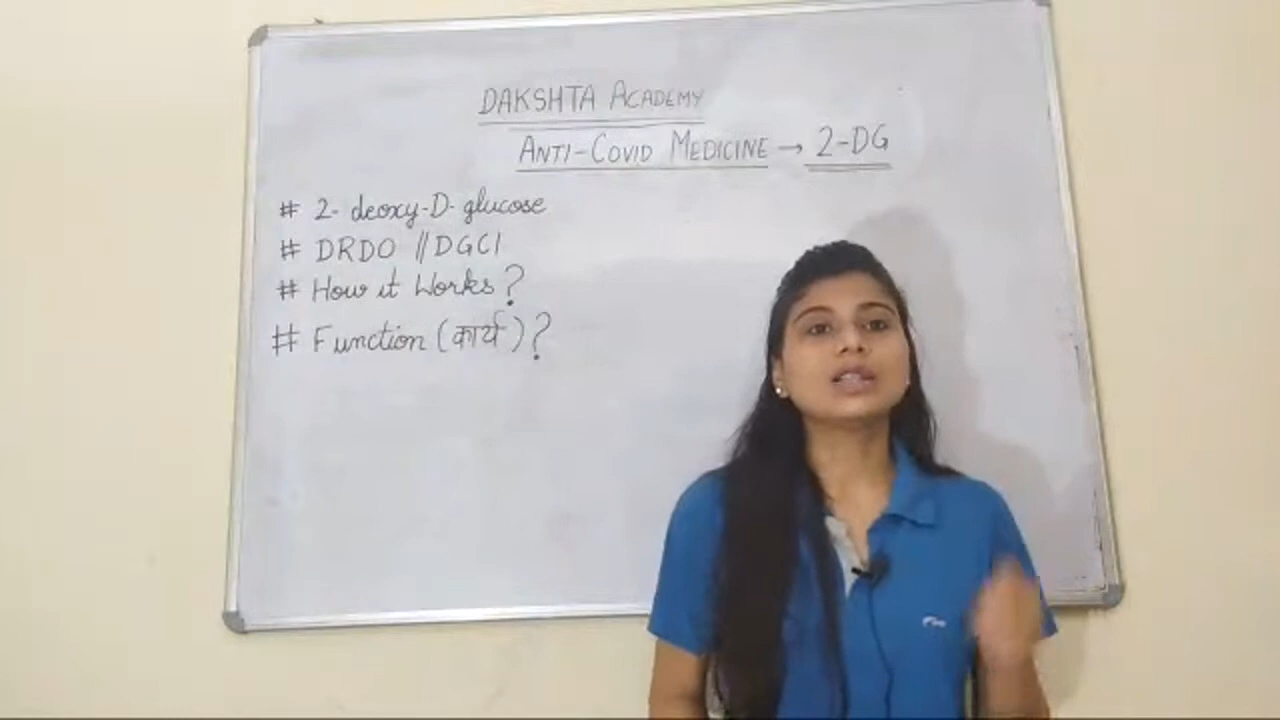 DAKSHTA ACADEMY
ANTI-COVID MEDICINE → 2-DG
# 2- deoxy-D-glucose
# DRDO // DGCI
# How it Works?
# Function (कार्य)?